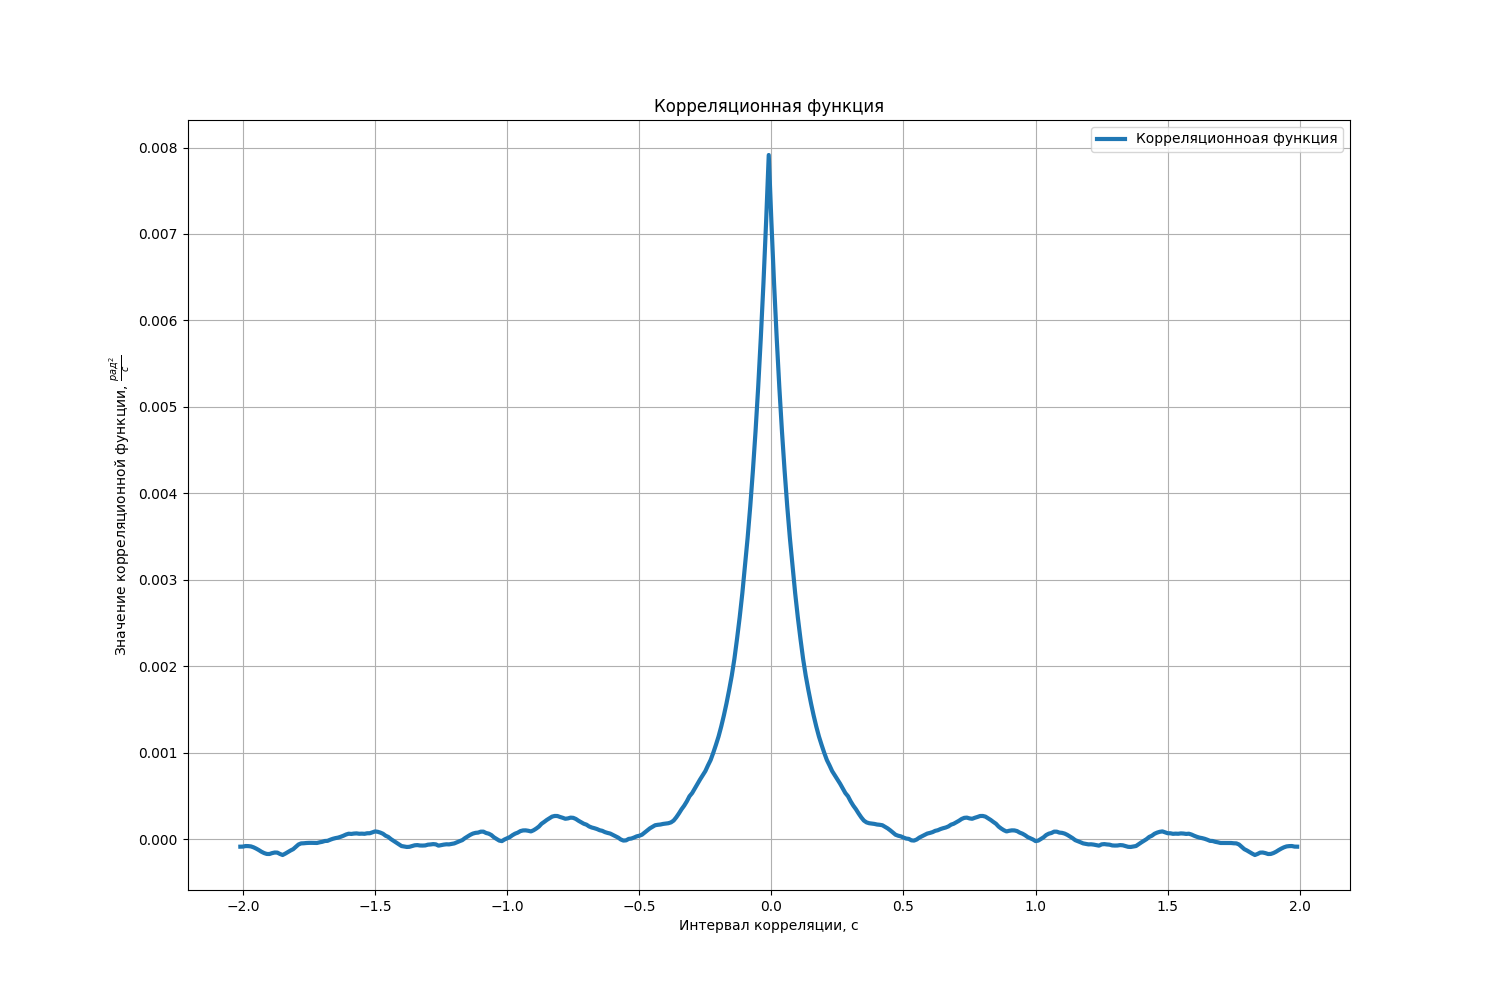 Корреляционная функция
Корреляционноая функция
Значение корреляционной функции, рад²/с
0.008
0.007
0.006
0.005
0.004
0.003
0.002
0.001
0.000
−2.0 −1.5 −1.0 −0.5 0.0 0.5 1.0 1.5 2.0
Интервал корреляции, с